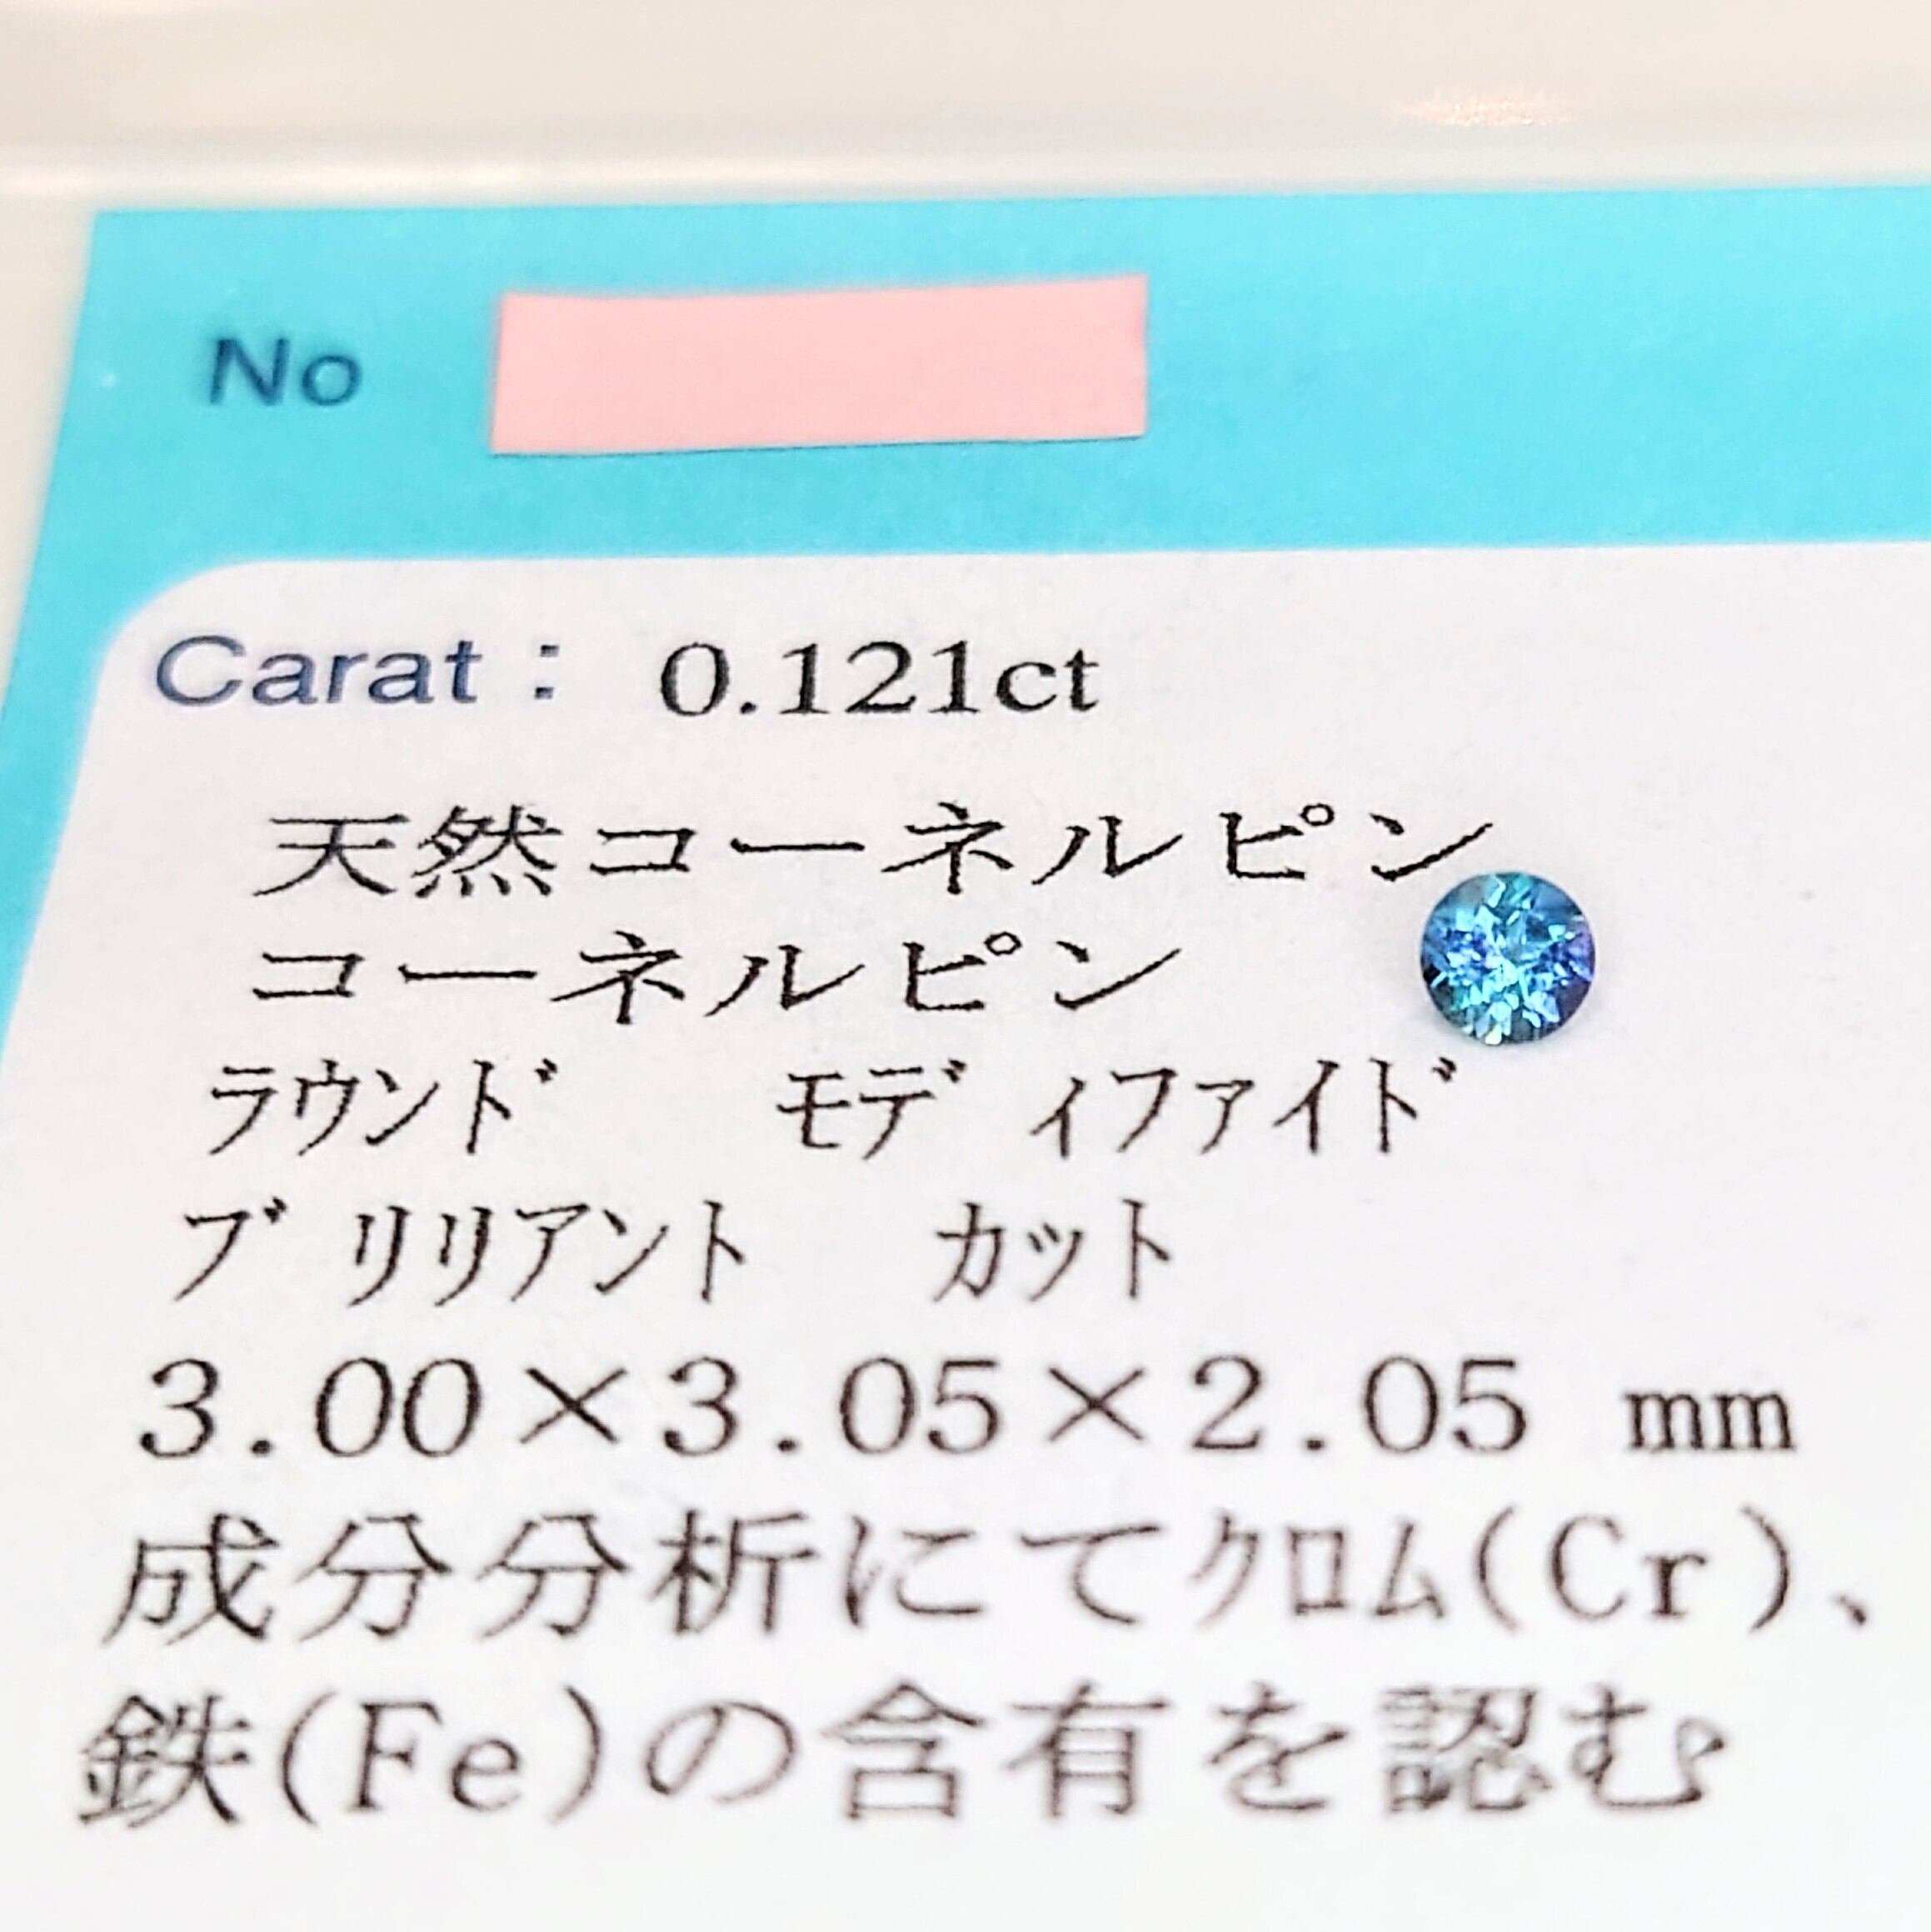 No
Carat : 0.121ct
天然コーネルピン
コーネルピン
ﾗｳﾝﾄﾞ ﾓﾃﾞｨﾌｧｲﾄﾞ
ﾌﾞﾘﾘｱﾝﾄ ｶｯﾄ
3.00×3.05×2.05 mm
成分分析にてｸﾛﾑ(Cr)、
鉄(Fe)の含有を認む